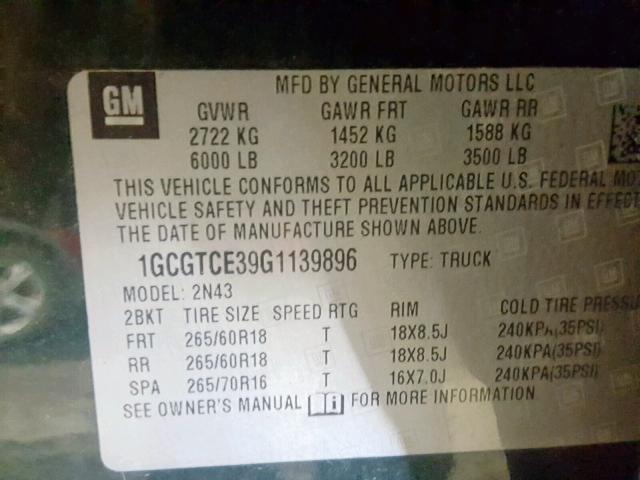 GM
MFD BY GENERAL MOTORS LLC
GVWR GAWR FRT GAWR RR
2722 KG 1452 KG 1588 KG
6000 LB 3200 LB 3500 LB
THIS VEHICLE CONFORMS TO ALL APPLICABLE U.S. FEDERAL
VEHICLE SAFETY AND THEFT PREVENTION STANDARDS IN EFFECT
THE DATE OF MANUFACTURE SHOWN ABOVE.
1GCGTCE39G1139896 TYPE: TRUCK
MODEL: 2N43
2BKT TIRE SIZE SPEED RTG RIM COLD TIRE
FRT 265/60R18 T 18X8.5J 240KPA(35PSI)
RR 265/60R18 T 18X8.5J 240KPA(35PSI)
SPA 265/70R16 T 16X7.0J 240KPA(35PSI)
SEE OWNER'S MANUAL i FOR MORE INFORMATION